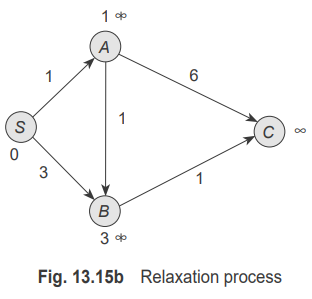 1 ∞
A
1
6
S
1
C
∞
0
3
1
B
3 ∞
Fig. 13.15b Relaxation process